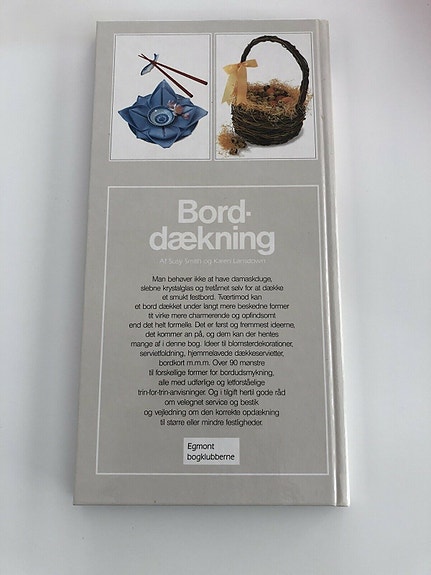 Bord-
dækning
Af Suzy Smith og Karen Lansdown
Man behøver ikke at have damaskduge,
slebne krystalglas og tretårnet sølv for at dække
et smukt festbord. Tværtimod kan
et bord dækket under langt mere beskedne former
tit virke mere charmerende og opfindsomt
end det helt formelle. Det er først og fremmest ideerne,
det kommer an på, og dem kan der hentes
mange af i denne bog. Ideer til blomsterdekorationer,
servietfoldning, hjemmelavede dækkeservietter,
bordkort m.m.m. Over 90 mønstre
til forskellige former for bordudsmykning,
alle med udførlige og letforståelige
trin-for-trin-anvisninger. Og i tilgift hertil gode råd
om velegnet service og bestik
og vejledning om den korrekte opdækning
til større eller mindre festligheder.
Egmont
bogklubberne